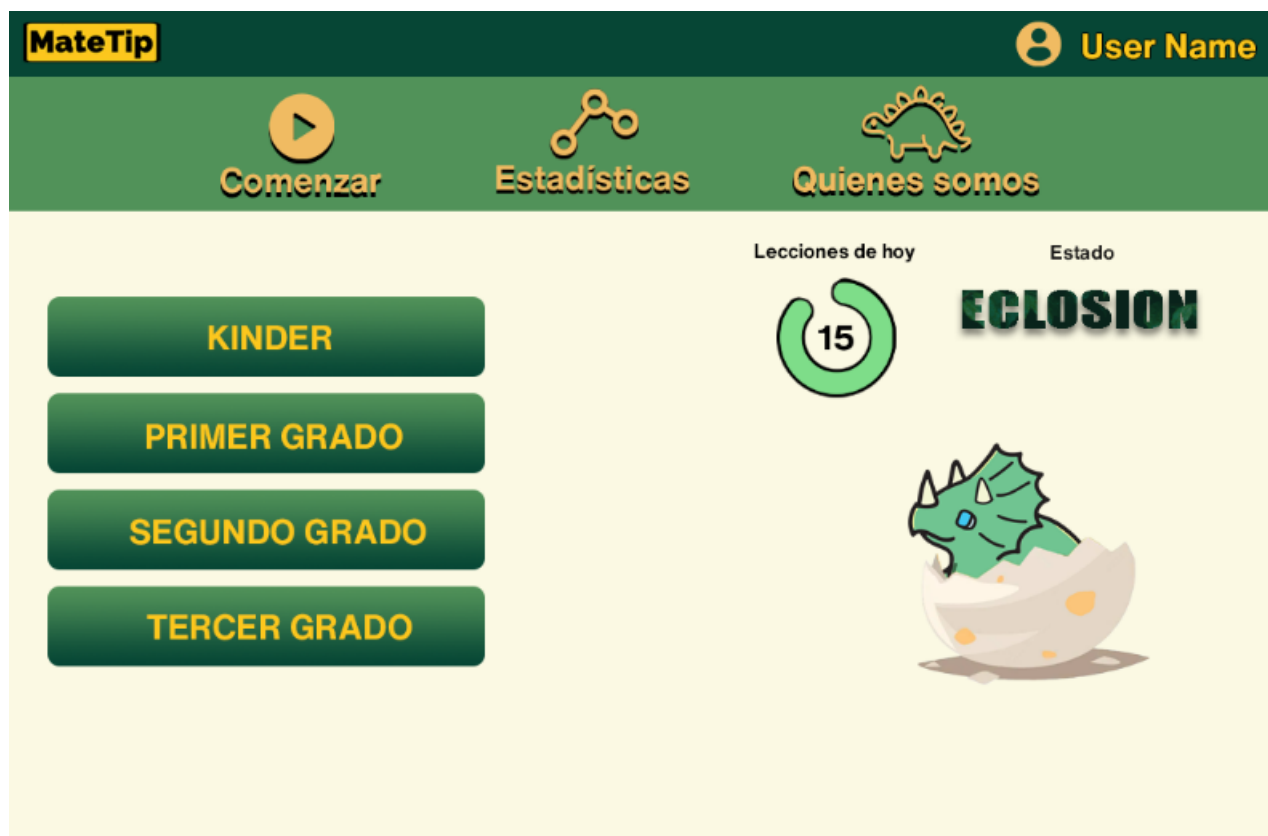 MateTip
User Name
Comenzar
Estadísticas
Quienes somos
Lecciones de hoy
Estado
15
ECLOSION
KINDER
PRIMER GRADO
SEGUNDO GRADO
TERCER GRADO